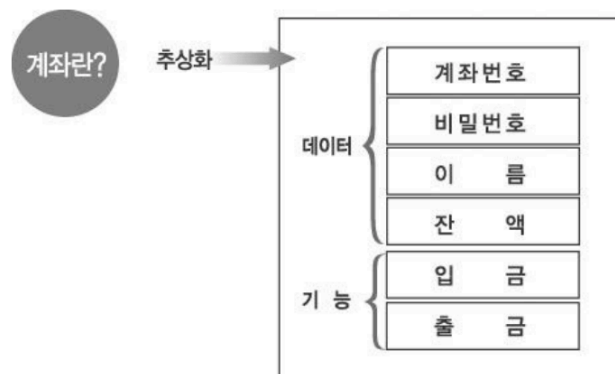 계좌란?
추상화
데이터
계좌번호
비밀번호
이 름
잔 액
기 능
입 금
출 금